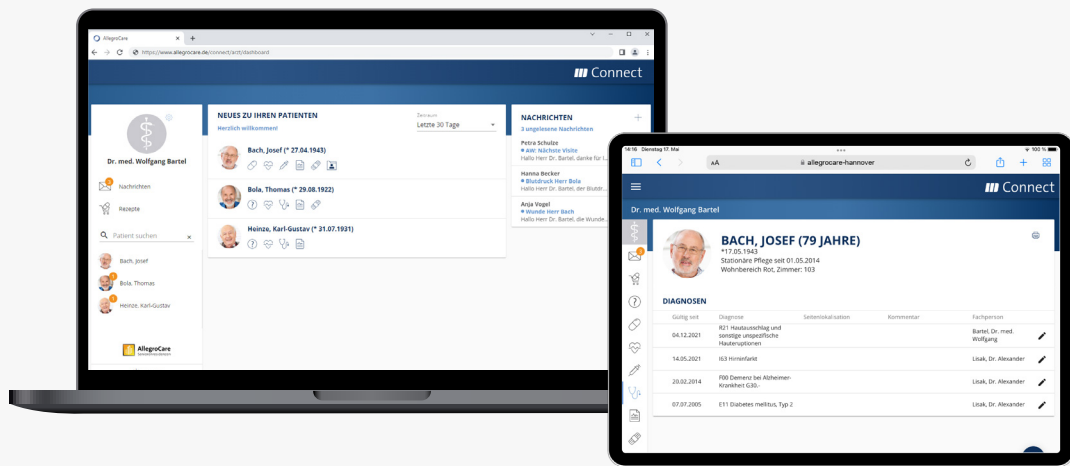 AllegroCare
https://www.allegrocare.de/connect/arzt/dashboard
Connect
Dr. med. Wolfgang Bartel
3
Nachrichten
Rezepte
Patient suchen
Bach, Josef
1
Bola, Thomas
1
Heinze, Karl-Gustav
AllegroCare
NEUES ZU IHREN PATIENTEN
Herzlich willkommen!
Zeitraum
Letzte 30 Tage
Bach, Josef (* 27.04.1943)
Bola, Thomas (* 29.08.1922)
Heinze, Karl-Gustav (* 31.07.1931)
NACHRICHTEN
3 ungelesene Nachrichten
Petra Schulze
AW: Nächste Visite
Hallo Herr Dr. Bartel, danke für I...
Hanna Becker
Blutdruck Herr Bola
Hallo Herr Dr. Bartel, der Blutdr...
Anja Vogel
Wunde Herr Bach
Hallo Herr Dr. Bartel, die Wunde...
14:16 Dienstag 17. Mai
100 %
AA
allegrocare-hannover
Connect
Dr. med. Wolfgang Bartel
BACH, JOSEF (79 JAHRE)
*17.05.1943
Stationäre Pflege seit 01.05.2014
Wohnbereich Rot, Zimmer: 103
DIAGNOSEN
Gültig seit Diagnose Seitenlokalisation Kommentar Fachperson
04.12.2021 R21 Hautausschlag und sonstige unspezifische Hauteruptionen Bartel, Dr. med. Wolfgang
14.05.2021 I63 Hirninfarkt Lisak, Dr. Alexander
20.02.2014 F00 Demenz bei Alzheimer-Krankheit G30.- Lisak, Dr. Alexander
07.07.2005 E11 Diabetes mellitus, Typ 2 Lisak, Dr. Alexander